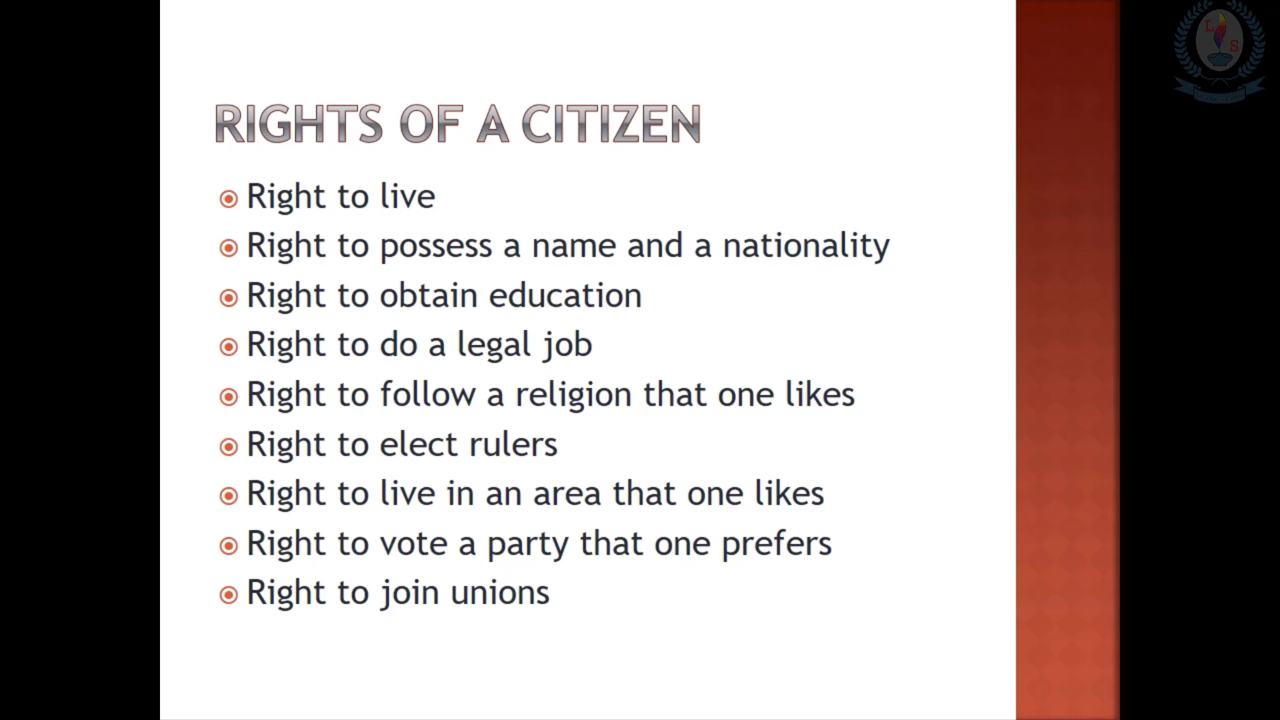 RIGHTS OF A CITIZEN
Right to live
Right to possess a name and a nationality
Right to obtain education
Right to do a legal job
Right to follow a religion that one likes
Right to elect rulers
Right to live in an area that one likes
Right to vote a party that one prefers
Right to join unions
L
S